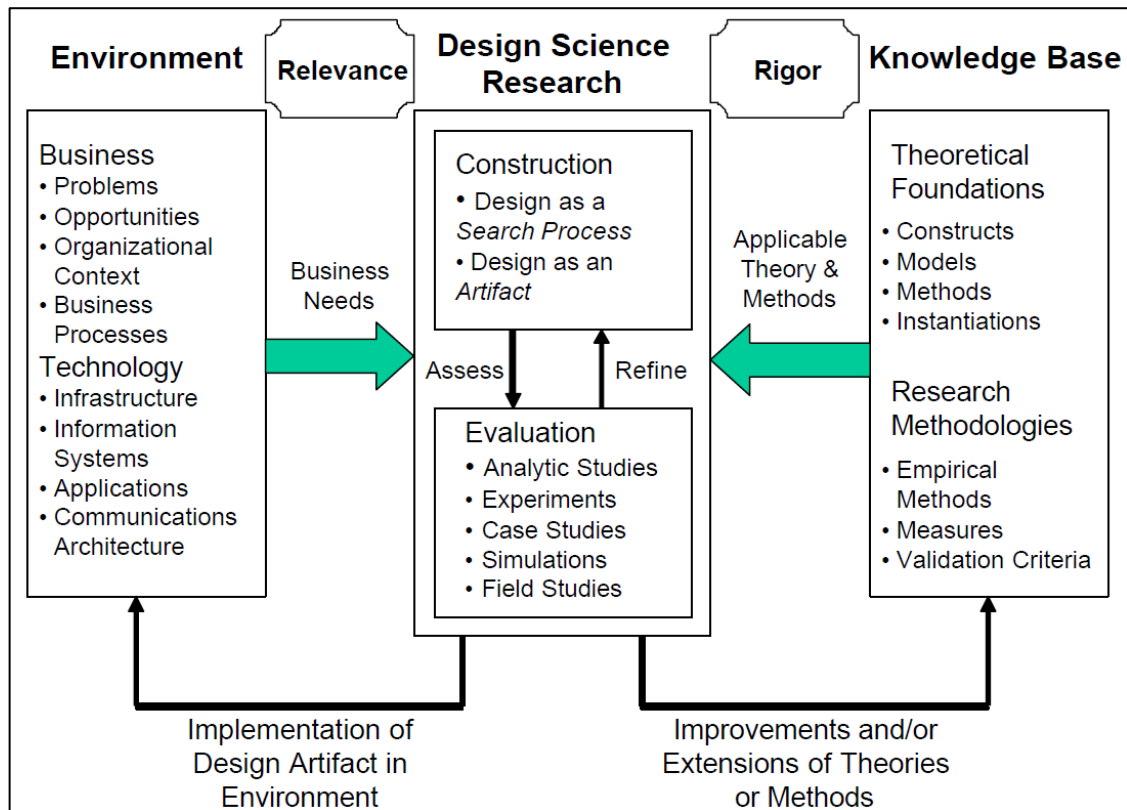 Environment
Relevance
Design Science
Research
Rigor
Knowledge Base
Business
• Problems
• Opportunities
• Organizational
Context
• Business
Processes
Technology
• Infrastructure
• Information
Systems
• Applications
• Communications
Architecture
Business
Needs
Construction
• Design as a
Search Process
• Design as an
Artifact
Assess
Refine
Evaluation
• Analytic Studies
• Experiments
• Case Studies
• Simulations
• Field Studies
Applicable
Theory &
Methods
Theoretical
Foundations
• Constructs
• Models
• Methods
• Instantiations
Research
Methodologies
• Empirical
Methods
• Measures
• Validation Criteria
Implementation of
Design Artifact in
Environment
Improvements and/or
Extensions of Theories
or Methods